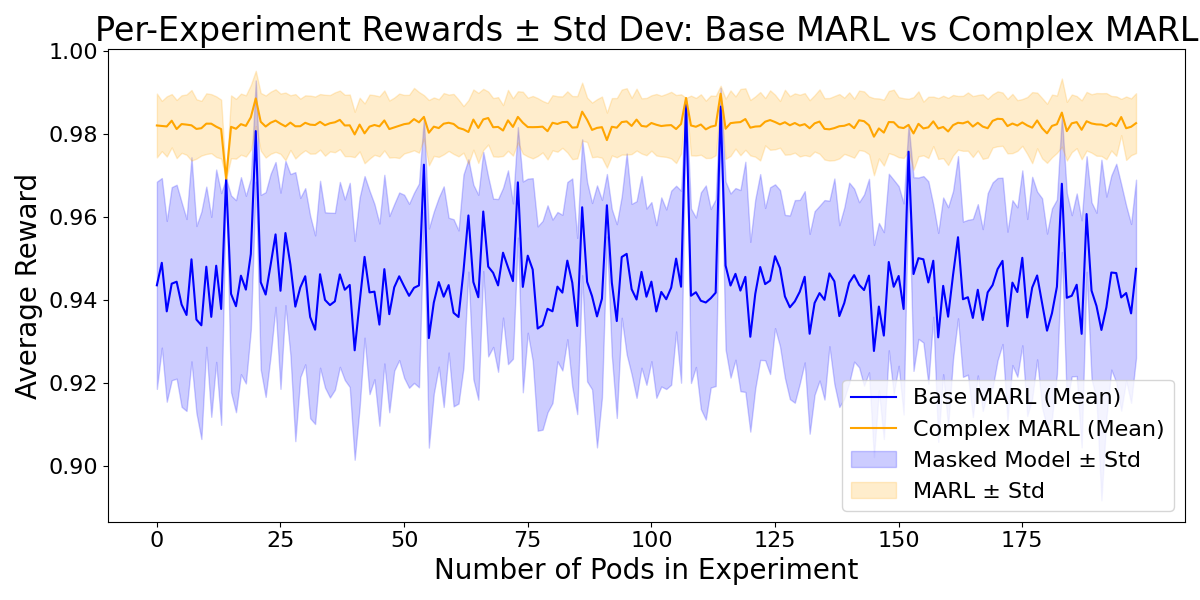 Per-Experiment Rewards ± Std Dev: Base MARL vs Complex MARL
Average Reward
1.00
0.98
0.96
0.94
0.92
0.90
Base MARL (Mean)
Complex MARL (Mean)
Masked Model ± Std
MARL ± Std
0 25 50 75 100 125 150 175
Number of Pods in Experiment